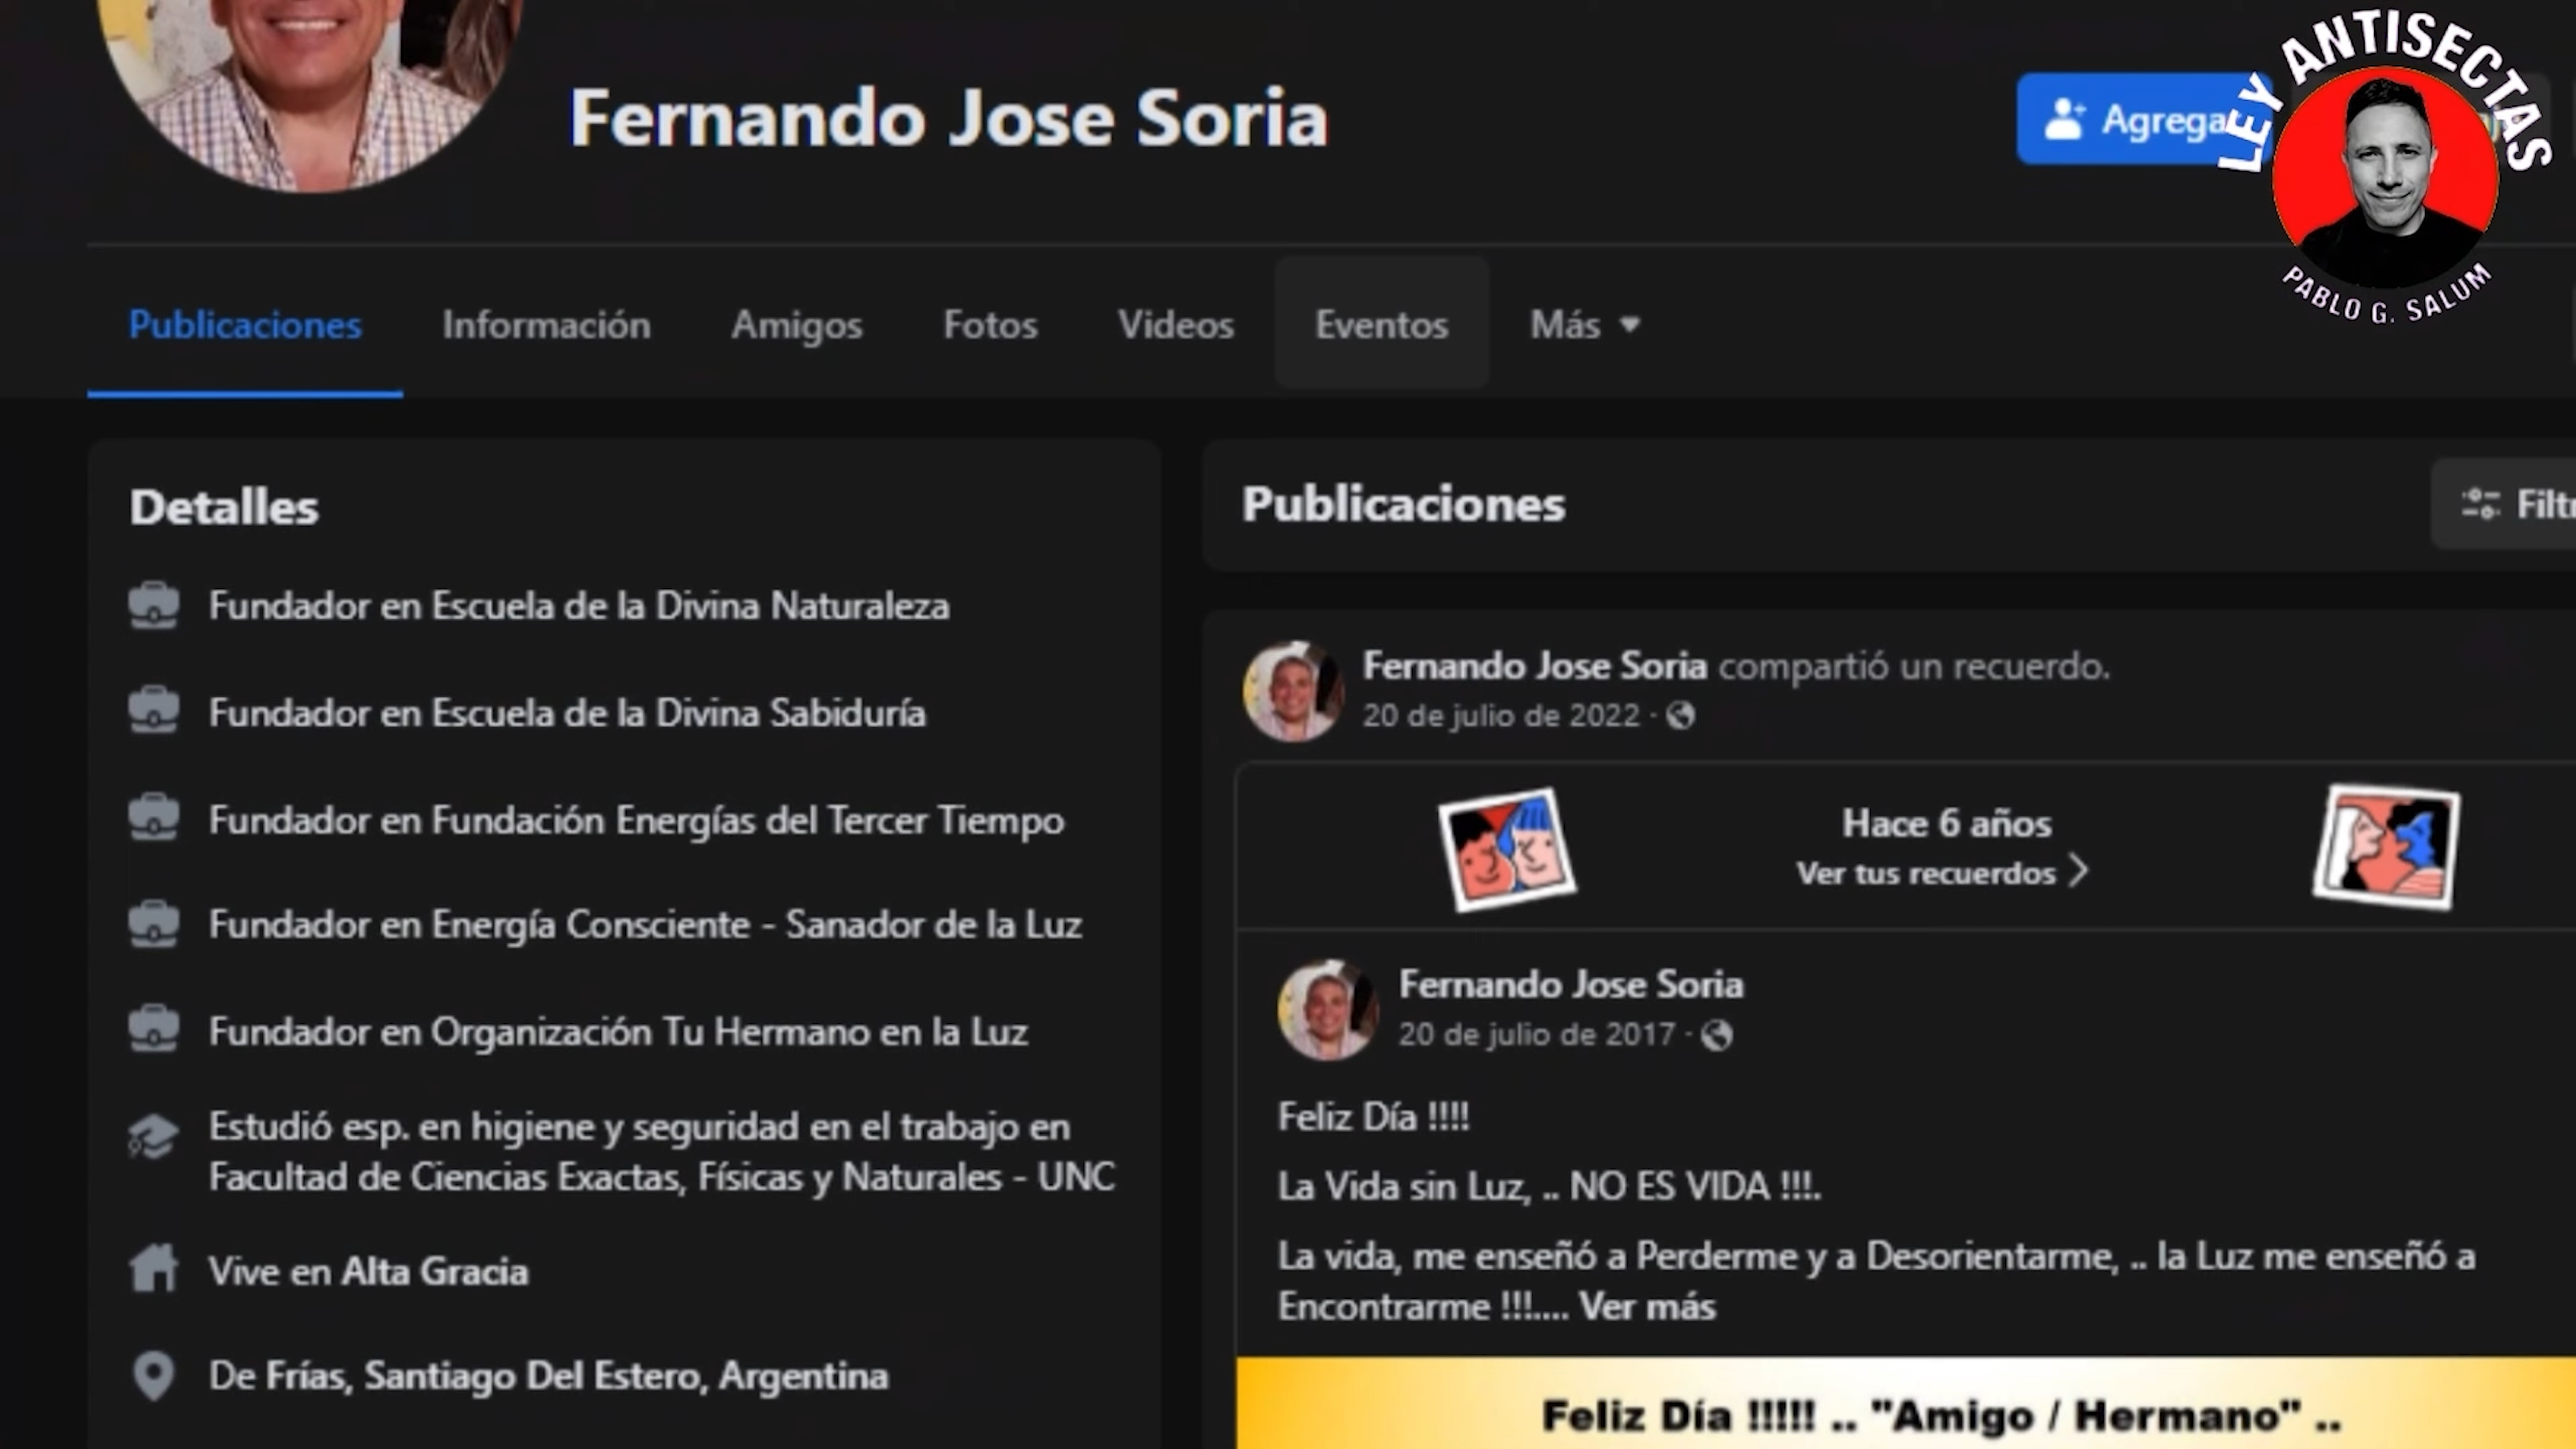 Fernando Jose Soria
Agrega
LEY ANTISECTAS
PABLO G. SALUM
Publicaciones
Información
Amigos
Fotos
Videos
Eventos
Más
Detalles
Fundador en Escuela de la Divina Naturaleza
Fundador en Escuela de la Divina Sabiduría
Fundador en Fundación Energías del Tercer Tiempo
Fundador en Energía Consciente - Sanador de la Luz
Fundador en Organización Tu Hermano en la Luz
Estudió esp. en higiene y seguridad en el trabajo en
Facultad de Ciencias Exactas, Físicas y Naturales - UNC
Vive en Alta Gracia
De Frías, Santiago Del Estero, Argentina
Publicaciones
Filtr
Fernando Jose Soria compartió un recuerdo.
20 de julio de 2022 ·
Hace 6 años
Ver tus recuerdos >
Fernando Jose Soria
20 de julio de 2017 ·
Feliz Día !!!!
La Vida sin Luz, .. NO ES VIDA !!!.
La vida, me enseñó a Perderme y a Desorientarme, .. la Luz me enseñó a
Encontrarme !!!.... Ver más
Feliz Día !!!!! .. "Amigo / Hermano" ..